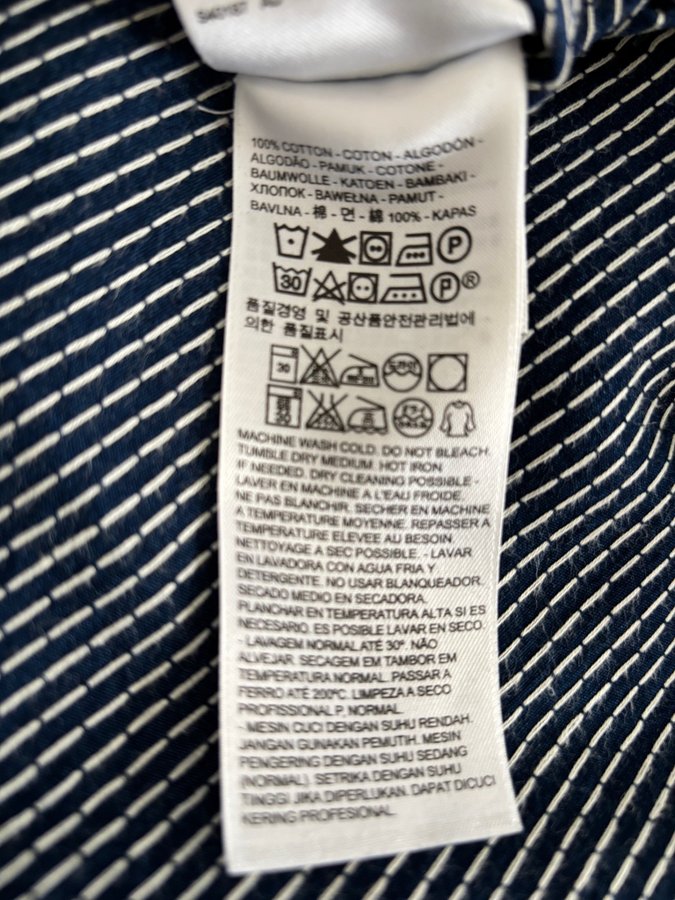 100% COTTON - COTON - ALGODÓN -
ALGODÃO - PAMUK - COTONE -
BAUMWOLLE - KATOEN - BAMBAKI -
ХЛОПОК - BAWEŁNA - PAMUT -
BAVLNA - 棉 - 면 - 綿 100% - KAPAS
P
30 P®
품질경영 및 공산품안전관리법에
의한 품질표시
30
30
MACHINE WASH COLD. DO NOT BLEACH.
TUMBLE DRY MEDIUM. HOT IRON
IF NEEDED. DRY CLEANING POSSIBLE -
LAVER EN MACHINE A L'EAU FROIDE.
NE PAS BLANCHIR. SECHER EN MACHINE
A TEMPERATURE MOYENNE. REPASSER A
TEMPERATURE ELEVEE AU BESOIN
NETTOYAGE A SEC POSSIBLE. - LAVAR
EN LAVADORA CON AGUA FRIA Y
DETERGENTE. NO USAR BLANQUEADOR.
SECADO MEDIO EN SECADORA.
PLANCHAR EN TEMPERATURA ALTA SI ES
NECESARIO. ES POSIBLE LAVAR EN SECO.
- LAVAGEM NORMAL ATÉ 30º. NÃO
ALVEJAR. SECAGEM EM TAMBOR EM
TEMPERATURA NORMAL. PASSAR A
FERRO ATÉ 200ºC. LIMPEZA A SECO
PROFISSIONAL P. NORMAL.
- MESIN CUCI DENGAN SUHU RENDAH.
JANGAN GUNAKAN PEMUTIH. MESIN
PENGERING DENGAN SUHU SEDANG
(NORMAL). SETRIKA DENGAN SUHU
TINGGI JIKA DIPERLUKAN. DAPAT DICUCI
KERING PROFESIONAL.